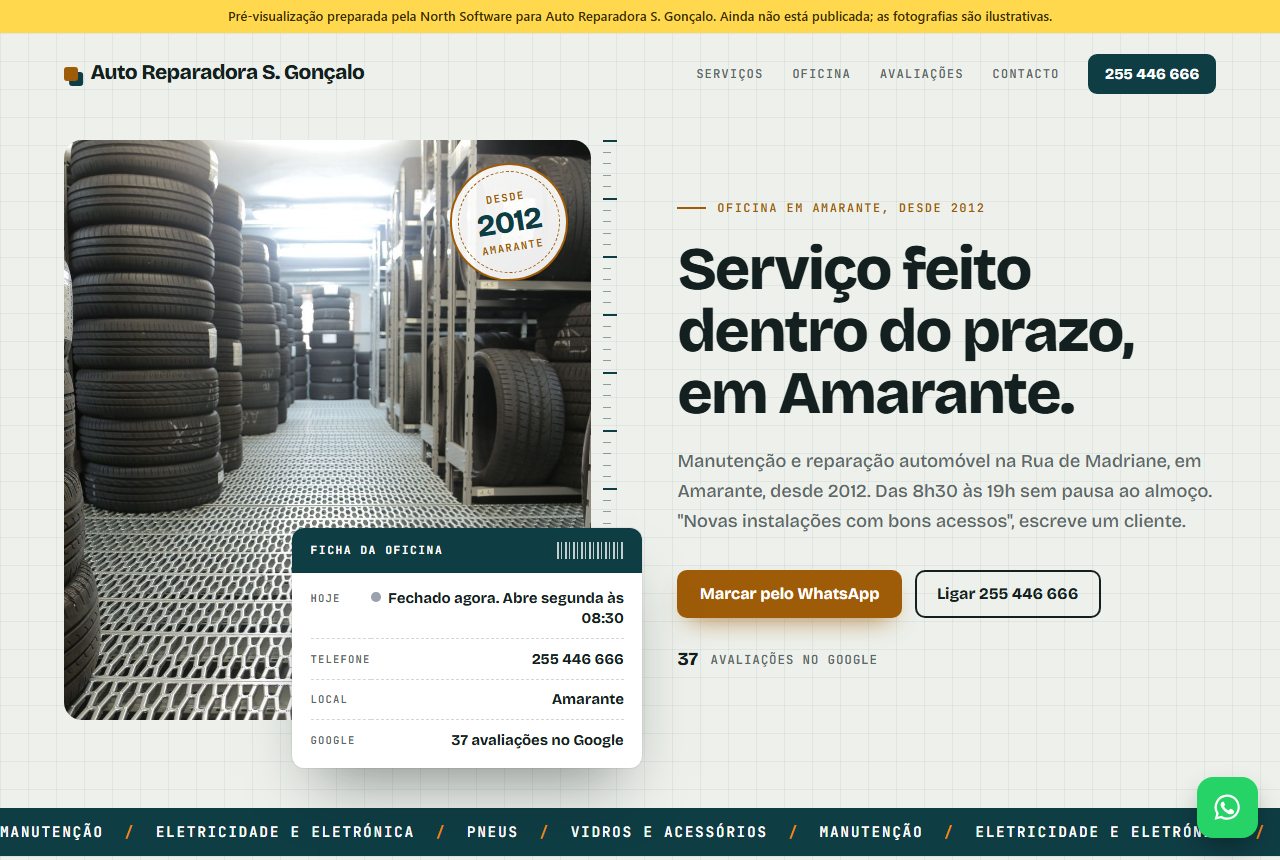 Pré-visualização preparada pela North Software para Auto Reparadora S. Gonçalo. Ainda não está publicada; as fotografias são ilustrativas.
Auto Reparadora S. Gonçalo
SERVIÇOS
OFICINA
AVALIAÇÕES
CONTACTO
255 446 666
DESDE
2012
AMARANTE
OFICINA EM AMARANTE, DESDE 2012
Serviço feito
dentro do prazo,
em Amarante.
Manutenção e reparação automóvel na Rua de Madriane, em
Amarante, desde 2012. Das 8h30 às 19h sem pausa ao almoço.
"Novas instalações com bons acessos", escreve um cliente.
Marcar pelo WhatsApp
Ligar 255 446 666
37 AVALIAÇÕES NO GOOGLE
FICHA DA OFICINA
HOJE
Fechado agora. Abre segunda às
08:30
TELEFONE
255 446 666
LOCAL
Amarante
GOOGLE
37 avaliações no Google
MANUTENÇÃO / ELETRICIDADE E ELETRÓNICA / PNEUS / VIDROS E ACESSÓRIOS / MANUTENÇÃO / ELETRICIDADE E /